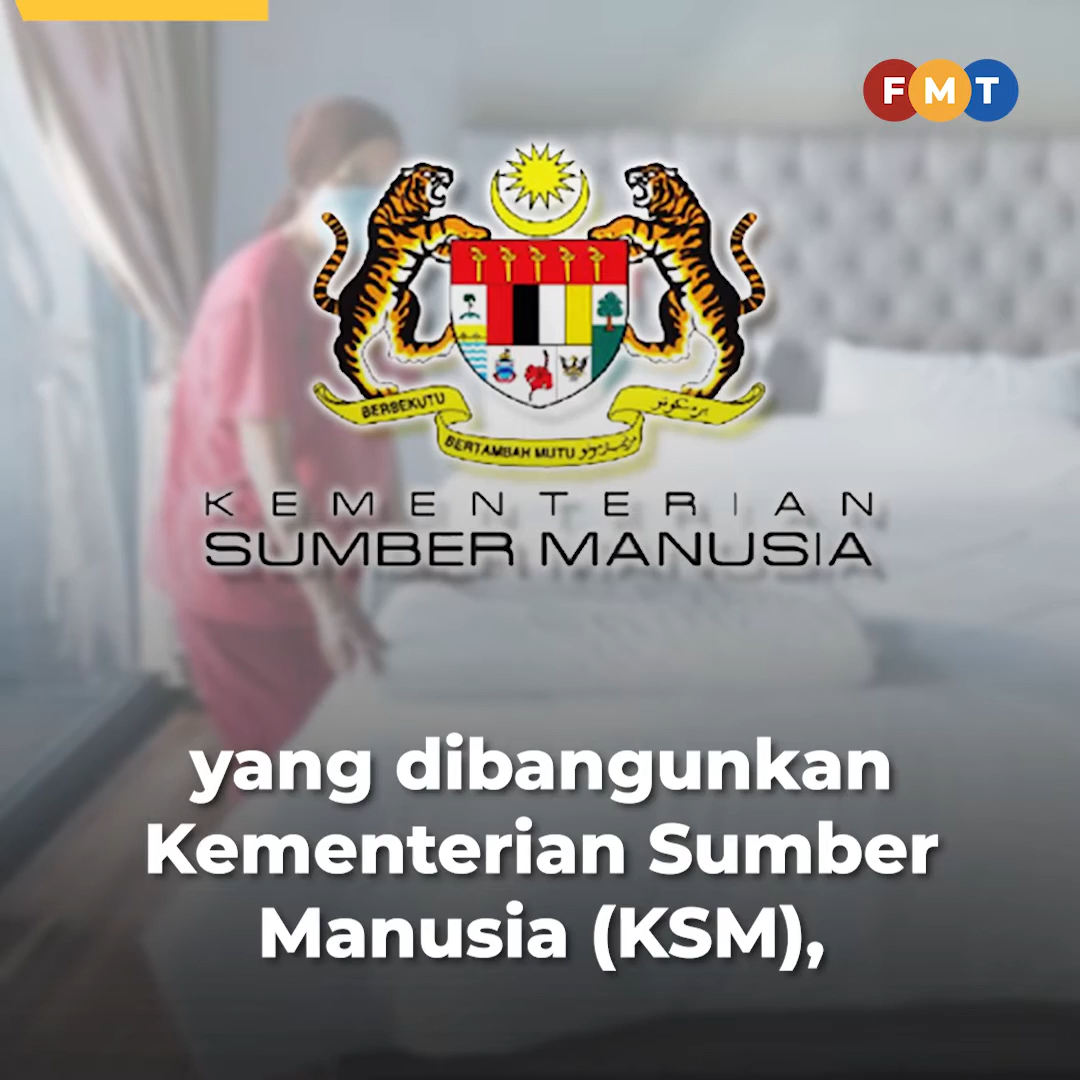 FMT
BERSEKUTU
BERTAMBAH MUTU
KEMENTERIAN
SUMBER MANUSIA
yang dibangunkan
Kementerian Sumber
Manusia (KSM),